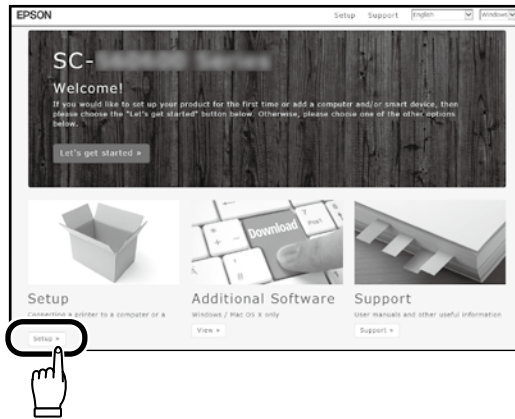 EPSON
Setup Support English Windows
SC-
Welcome!
If you would like to set up your product for the first time or add a computer and/or smart device, then
please choose the "Let's get started" button below. Otherwise, please choose one of the other options
below.
Let's get started »
Download
Setup
Additional Software
Support
Connecting a printer to a computer or a
Windows / Mac OS X only
User manuals and other useful information
Setup »
View »
Support »